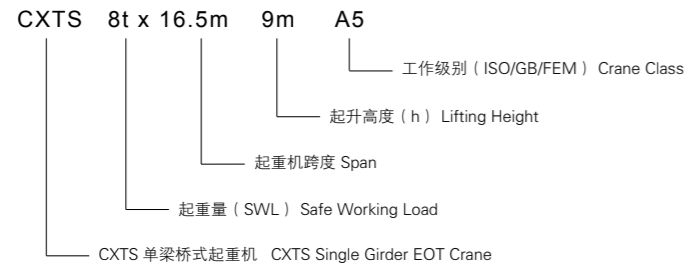 CXTS 8t x 16.5m 9m A5
工作级别（ISO/GB/FEM）Crane Class
起升高度（h）Lifting Height
起重机跨度 Span
起重量（SWL）Safe Working Load
CXTS 单梁桥式起重机 CXTS Single Girder EOT Crane